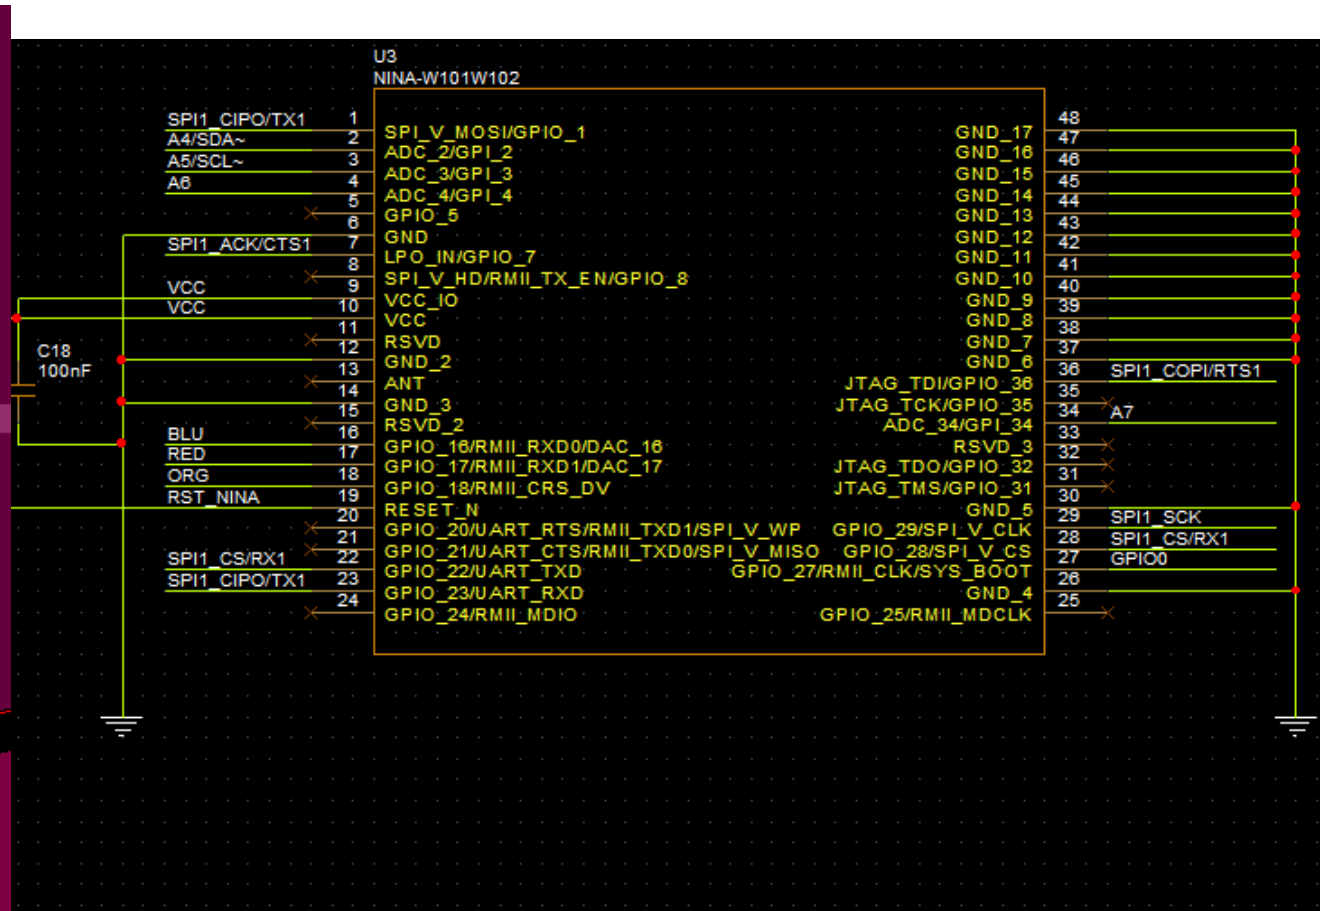 U3
NINA-W101W102
SPI1_CIPO/TX1 1 SPI_V_MOSI/GPIO_1
A4/SDA~ 2 ADC_2/GPI_2
A5/SCL~ 3 ADC_3/GPI_3
A6 4 ADC_4/GPI_4
5 GPIO_5
6 GND
SPI1_ACK/CTS1 7 LPO_IN/GPIO_7
8 SPI_V_HD/RMII_TX_EN/GPIO_8
VCC 9 VCC_IO
VCC 10 VCC
11 RSVD
12 GND_2
C18
100nF
13 ANT
14 GND_3
15 RSVD_2
BLU 16 GPIO_16/RMII_RXD0/DAC_16
RED 17 GPIO_17/RMII_RXD1/DAC_17
ORG 18 GPIO_18/RMII_CRS_DV
RST_NINA 19 RESET_N
20 GPIO_20/UART_RTS/RMII_TXD1/SPI_V_WP
21 GPIO_21/UART_CTS/RMII_TXD0/SPI_V_MISO
SPI1_CS/RX1 22 GPIO_22/UART_TXD
SPI1_CIPO/TX1 23 GPIO_23/UART_RXD
24 GPIO_24/RMII_MDIO
GND_17 48
GND_16 47
GND_15 46
GND_14 45
GND_13 44
GND_12 43
GND_11 42
GND_10 41
GND_9 40
GND_8 39
GND_7 38
GND_6 37
JTAG_TDI/GPIO_36 36 SPI1_COPI/RTS1
JTAG_TCK/GPIO_35 35
ADC_34/GPI_34 34 A7
RSVD_3 33
JTAG_TDO/GPIO_32 32
JTAG_TMS/GPIO_31 31
GND_5 30
GPIO_29/SPI_V_CLK 29 SPI1_SCK
GPIO_28/SPI_V_CS 28 SPI1_CS/RX1
GPIO_27/RMII_CLK/SYS_BOOT 27 GPIO0
GND_4 26
GPIO_25/RMII_MDCLK 25